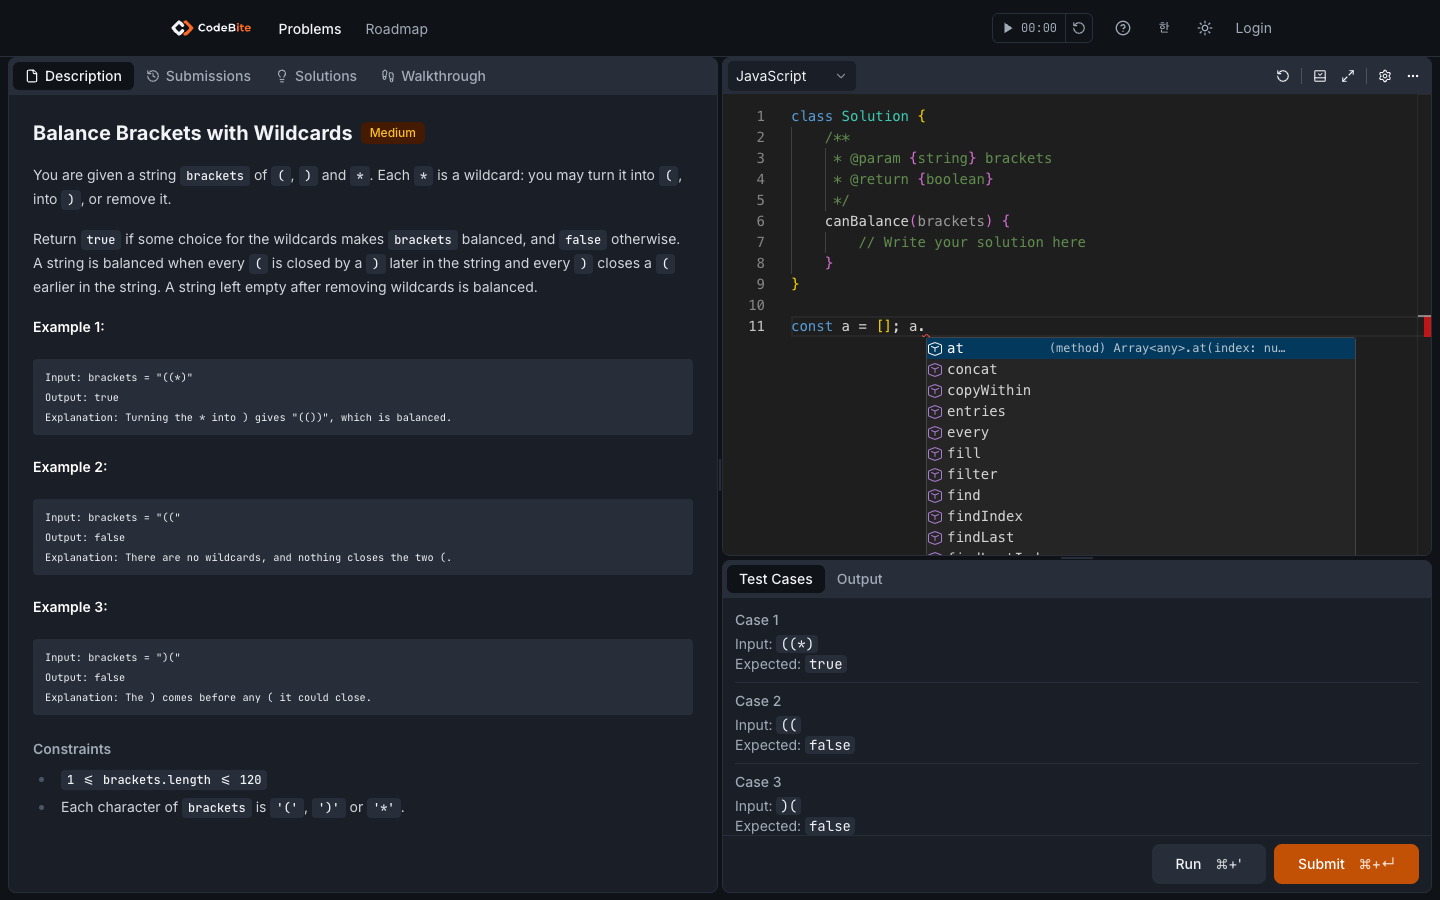 CodeBite
Problems
Roadmap
00:00
한
Login
Description
Submissions
Solutions
Walkthrough
Balance Brackets with Wildcards
Medium
You are given a string brackets of ( , ) and * . Each * is a wildcard: you may turn it into ( ,
into ) , or remove it.
Return true if some choice for the wildcards makes brackets balanced, and false otherwise.
A string is balanced when every ( is closed by a ) later in the string and every ) closes a (
earlier in the string. A string left empty after removing wildcards is balanced.
Example 1:
Input: brackets = "((*)"
Output: true
Explanation: Turning the * into ) gives "(())", which is balanced.
Example 2:
Input: brackets = "(("
Output: false
Explanation: There are no wildcards, and nothing closes the two (.
Example 3:
Input: brackets = ")("
Output: false
Explanation: The ) comes before any ( it could close.
Constraints
• 1 ≤ brackets.length ≤ 120
• Each character of brackets is '(' , ')' or '*' .
JavaScript
1 class Solution {
2 /**
3 * @param {string} brackets
4 * @return {boolean}
5 */
6 canBalance(brackets) {
7 // Write your solution here
8 }
9 }
10
11 const a = []; a.
at (method) Array<any>.at(index: nu…
concat
copyWithin
entries
every
fill
filter
find
findIndex
findLast
Test Cases
Output
Case 1
Input: ((*)
Expected: true
Case 2
Input: ((
Expected: false
Case 3
Input: )(
Expected: false
Run ⌘+'
Submit ⌘+↵